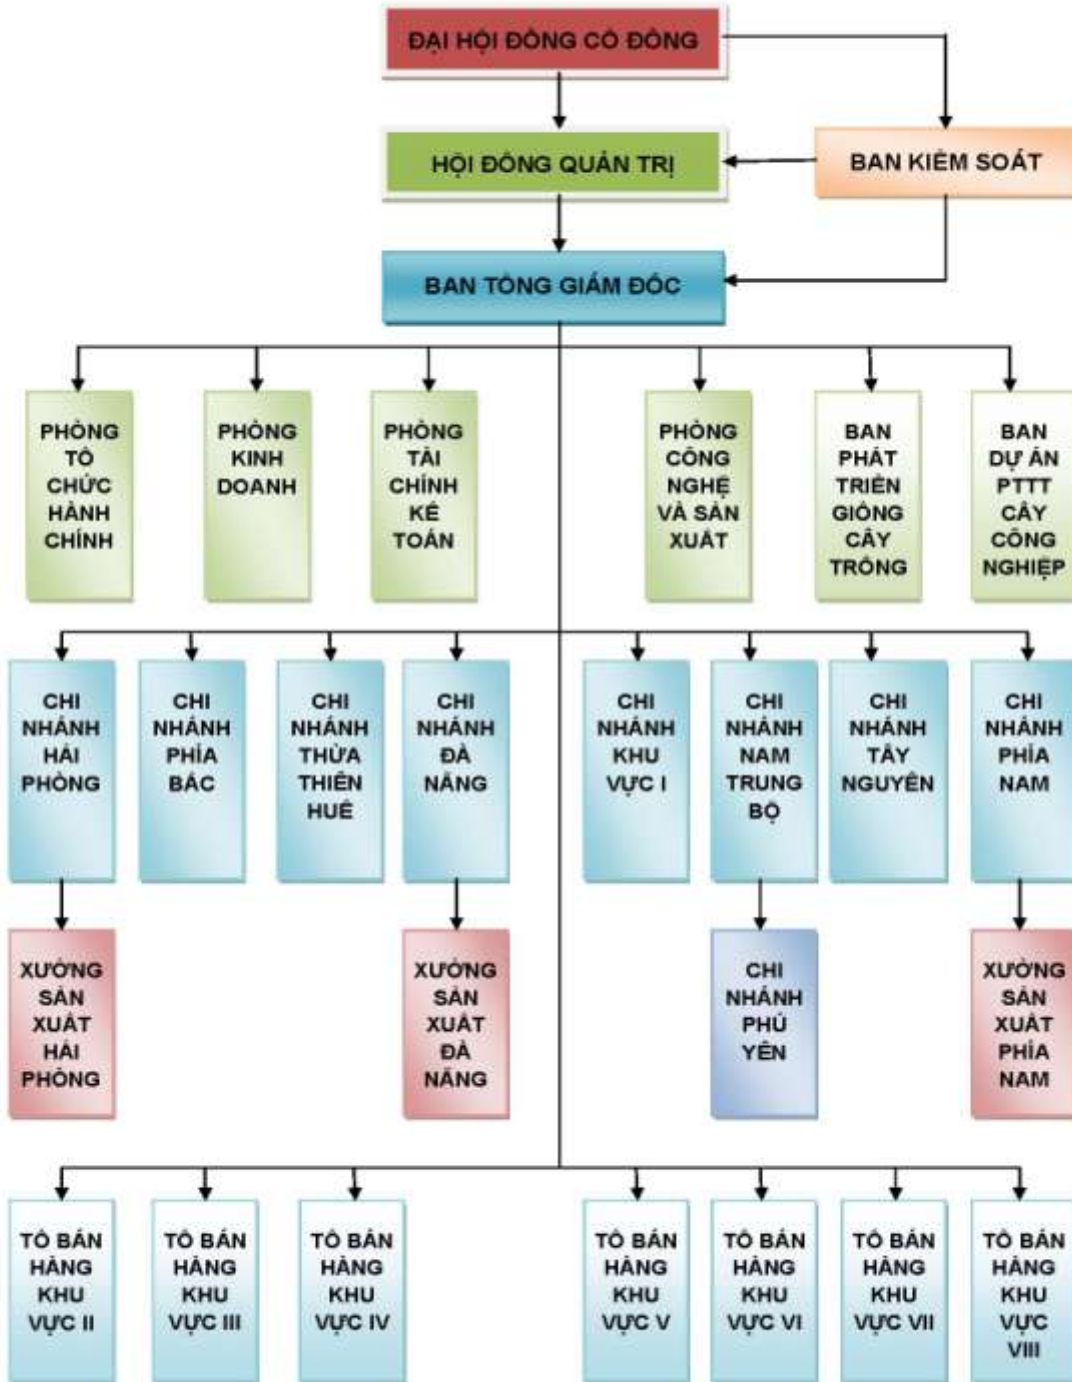 ĐẠI HỘI ĐỒNG CỔ ĐÔNG
HỘI ĐỒNG QUẢN TRỊ
BAN KIỂM SOÁT
BAN TỔNG GIÁM ĐỐC
PHÒNG
TỔ
CHỨC
HÀNH
CHÍNH
PHÒNG
KINH
DOANH
PHÒNG
TÀI
CHÍNH
KẾ
TOÁN
PHÒNG
CÔNG
NGHỆ
VÀ SẢN
XUẤT
BAN
PHÁT
TRIỂN
GIỐNG
CÂY
TRỒNG
BAN
DỰ ÁN
PTTT
CÂY
CÔNG
NGHIỆP
CHI
NHÁNH
HẢI
PHÒNG
CHI
NHÁNH
PHÍA
BẮC
CHI
NHÁNH
THỪA
THIÊN
HUẾ
CHI
NHÁNH
ĐÀ
NẴNG
CHI
NHÁNH
KHU
VỰC I
CHI
NHÁNH
NAM
TRUNG
BỘ
CHI
NHÁNH
TÂY
NGUYÊN
CHI
NHÁNH
PHÍA
NAM
XƯỞNG
SẢN
XUẤT
HẢI
PHÒNG
XƯỞNG
SẢN
XUẤT
ĐÀ
NẴNG
CHI
NHÁNH
PHÚ
YÊN
XƯỞNG
SẢN
XUẤT
PHÍA
NAM
TỔ BÁN
HÀNG
KHU
VỰC II
TỔ BÁN
HÀNG
KHU
VỰC III
TỔ BÁN
HÀNG
KHU
VỰC IV
TỔ BÁN
HÀNG
KHU
VỰC V
TỔ BÁN
HÀNG
KHU
VỰC VI
TỔ BÁN
HÀNG
KHU
VỰC VII
TỔ BÁN
HÀNG
KHU
VỰC
VIII